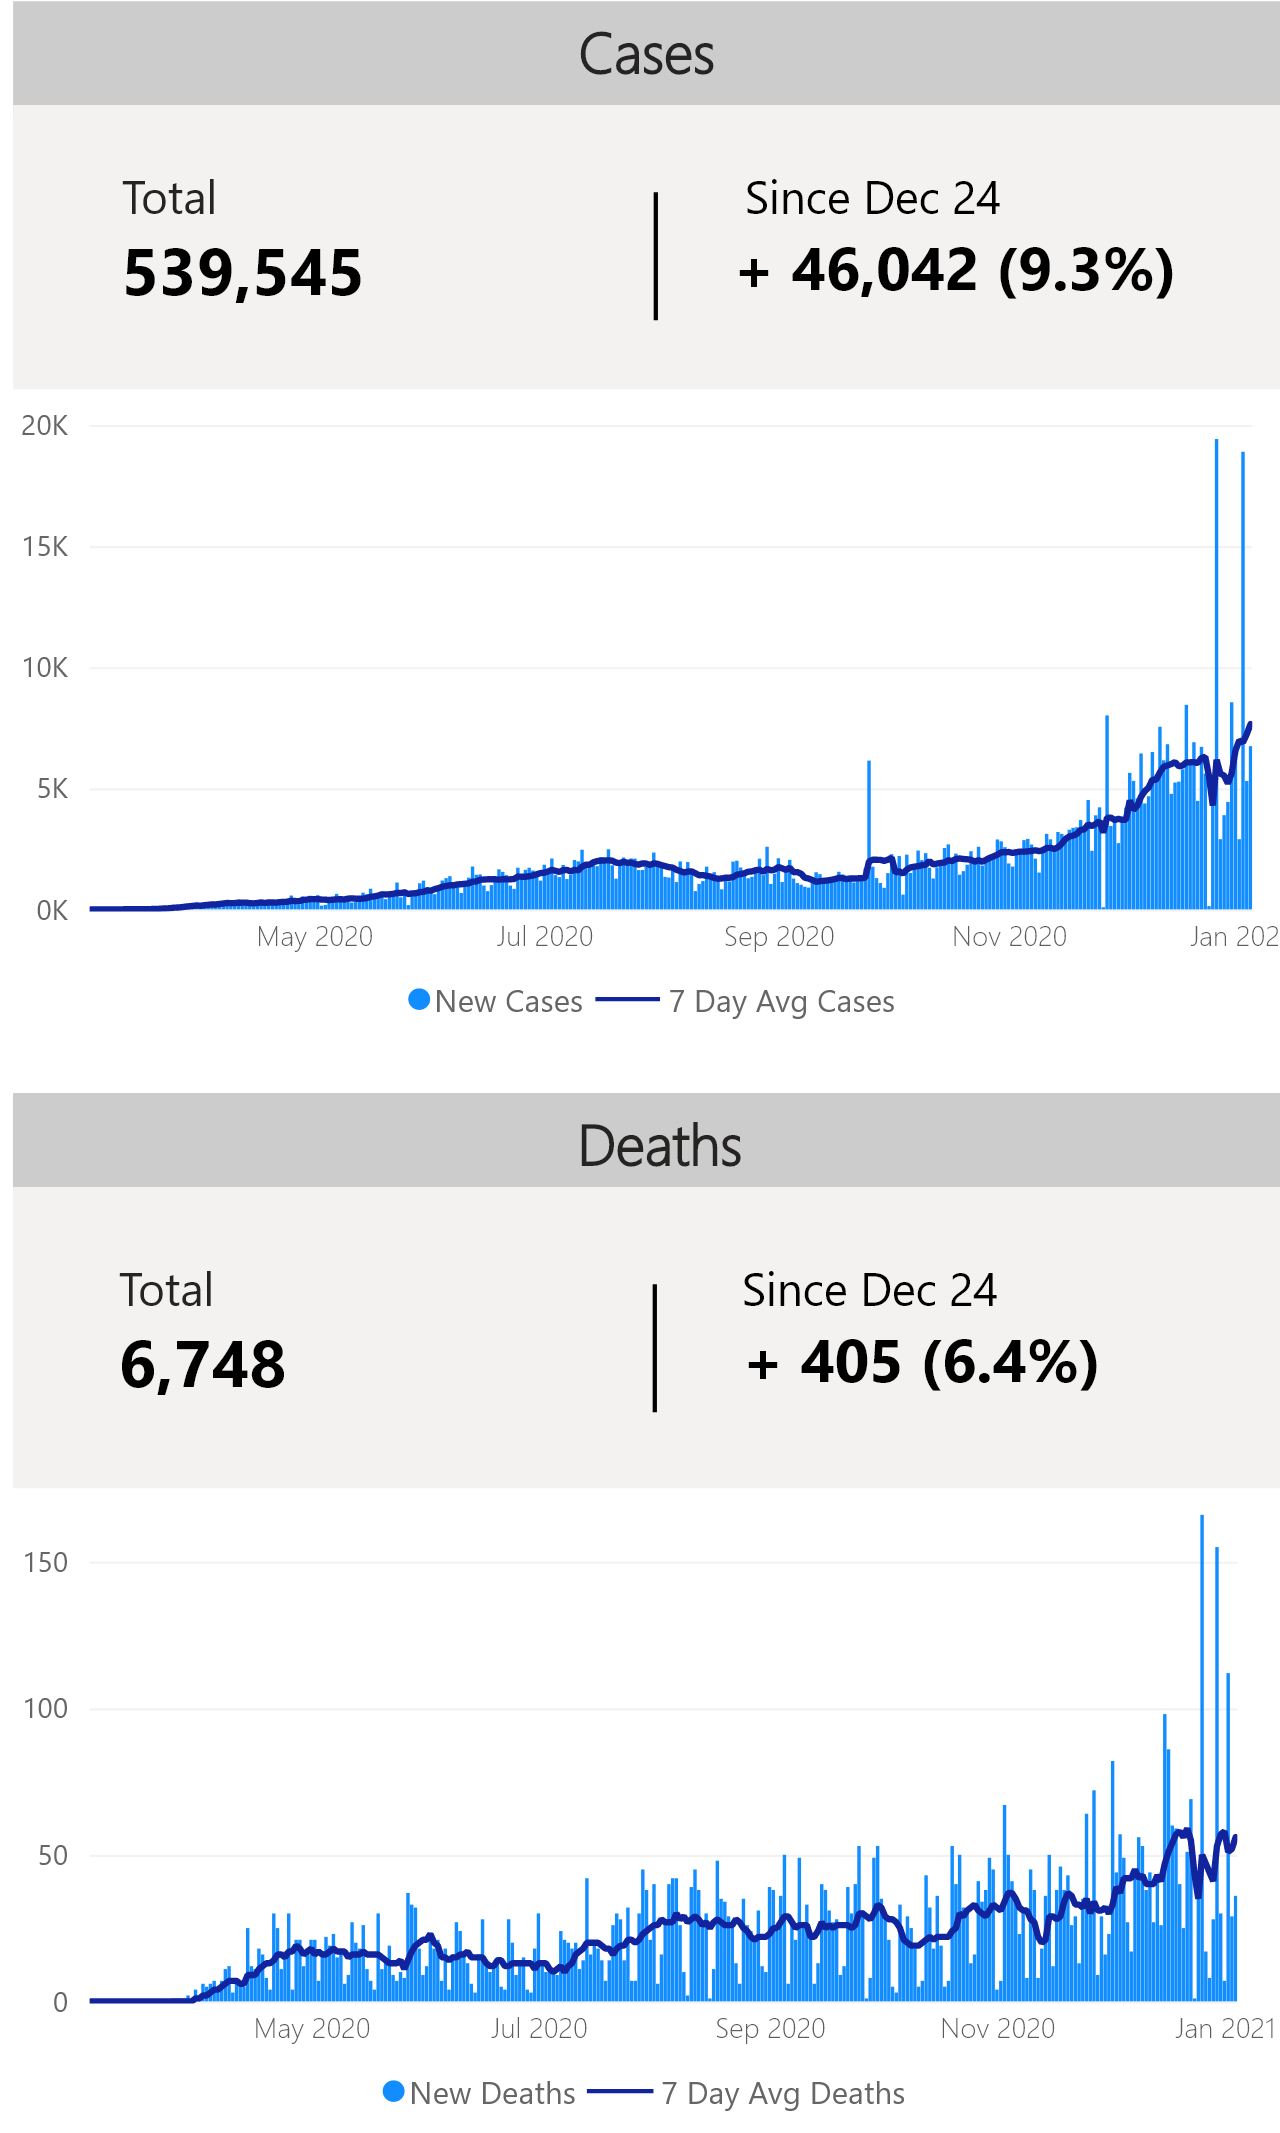 Cases
Total
Since Dec 24
539,545
+ 46,042 (9.3%)
20K
15K
10K
5K
0K
May 2020
Jul 2020
Sep 2020
Nov 2020
Jan 202
New Cases
7 Day Avg Cases
Deaths
Total
Since Dec 24
6,748
+ 405 (6.4%)
150
100
50
0
May 2020
Jul 2020
Sep 2020
Nov 2020
Jan 2021
New Deaths
7 Day Avg Deaths